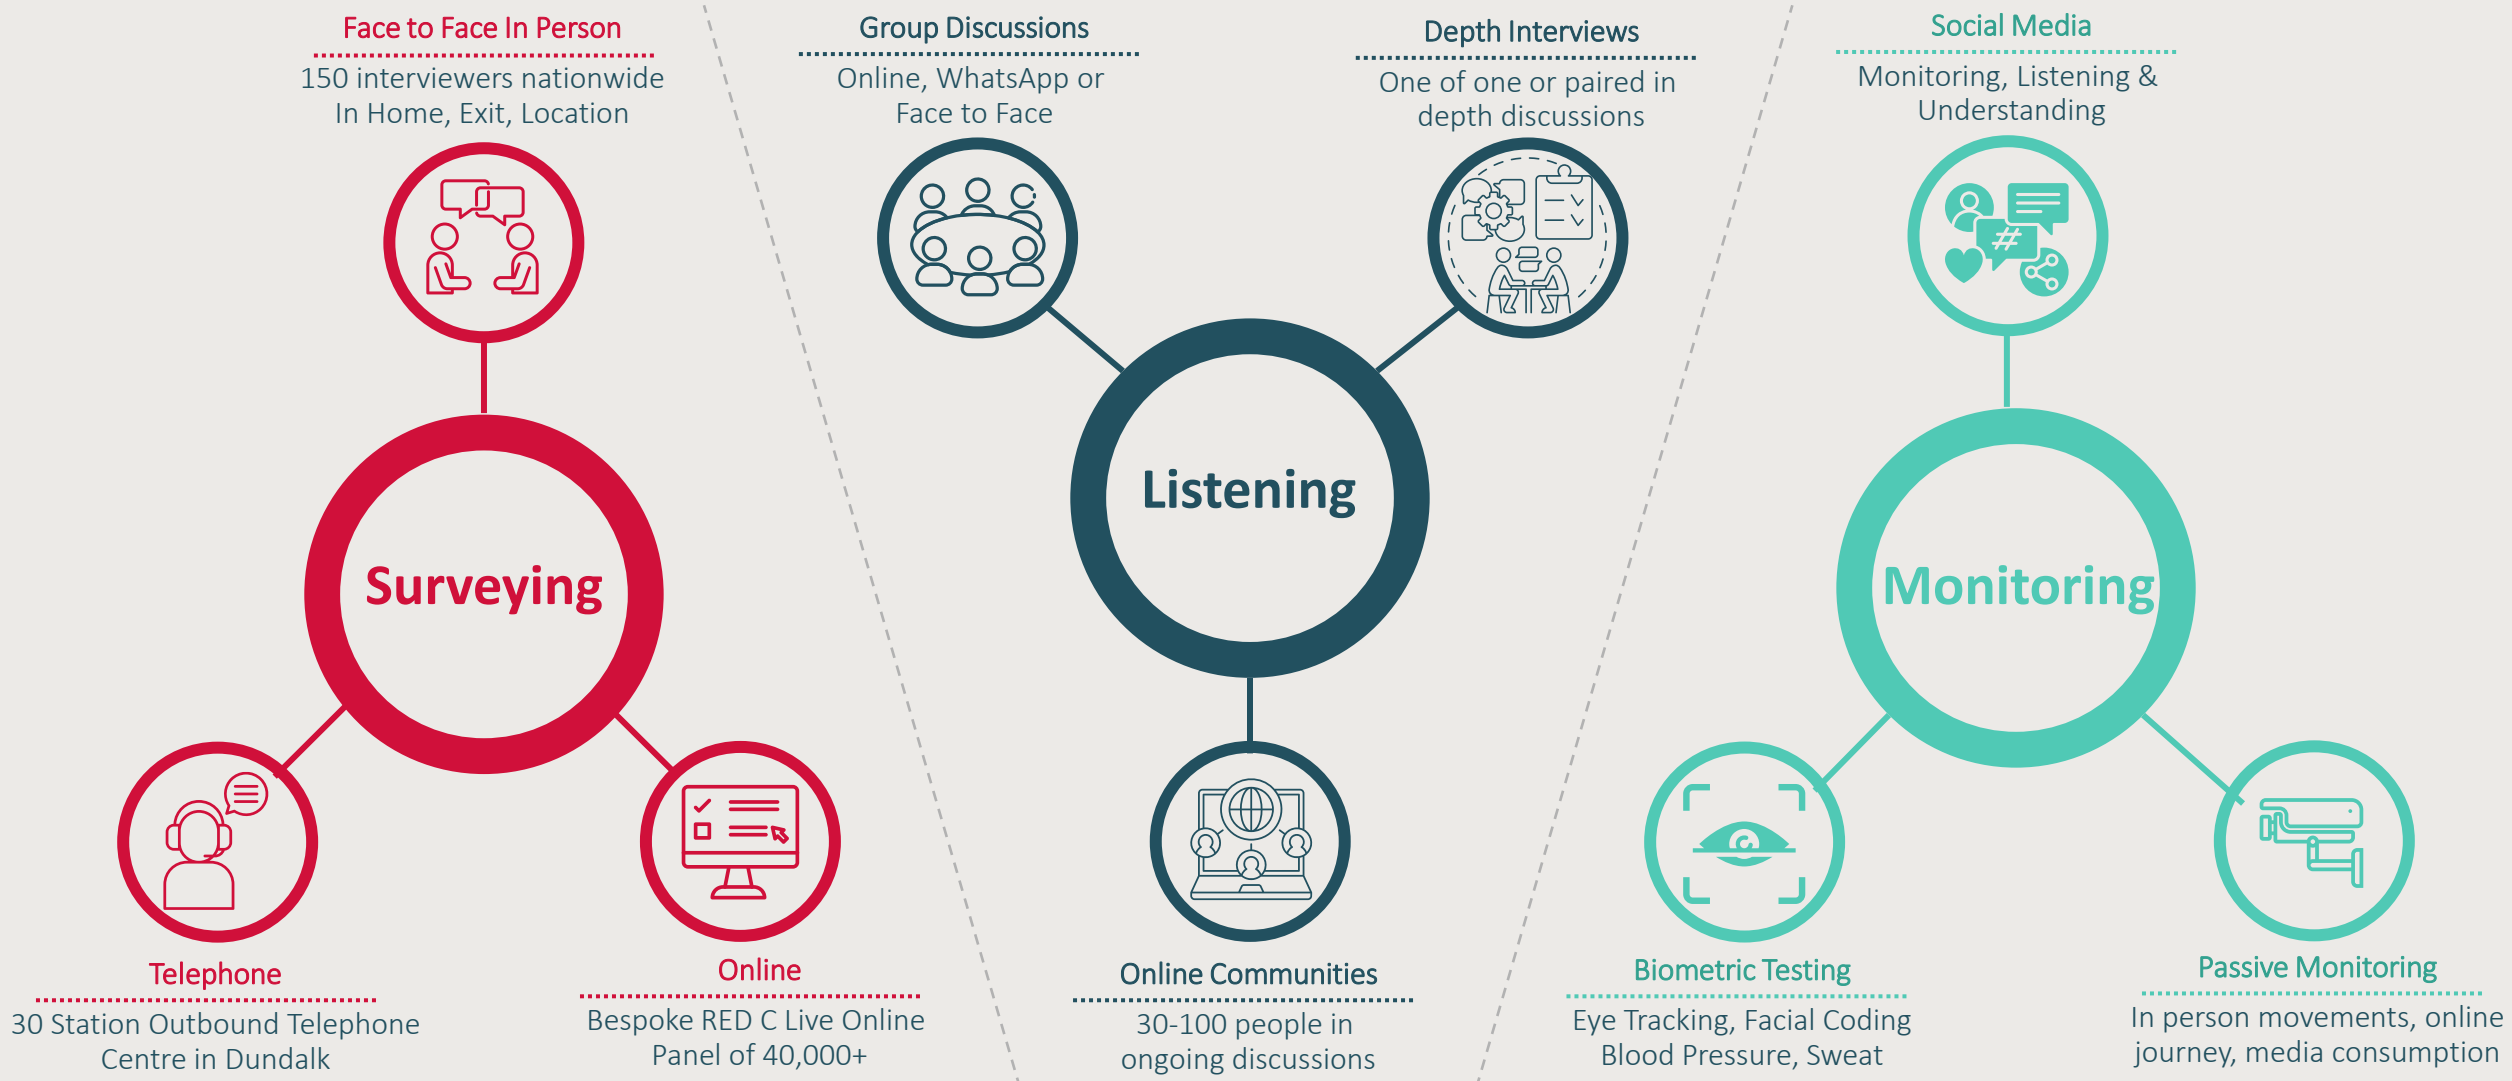 Face to Face In Person
150 interviewers nationwide
In Home, Exit, Location
Surveying
Telephone
30 Station Outbound Telephone
Centre in Dundalk
Online
Bespoke RED C Live Online
Panel of 40,000+
Group Discussions
Online, WhatsApp or
Face to Face
Depth Interviews
One of one or paired in
depth discussions
Listening
Online Communities
30-100 people in
ongoing discussions
Social Media
Monitoring, Listening &
Understanding
#
Monitoring
Biometric Testing
Eye Tracking, Facial Coding
Blood Pressure, Sweat
Passive Monitoring
In person movements, online
journey, media consumption